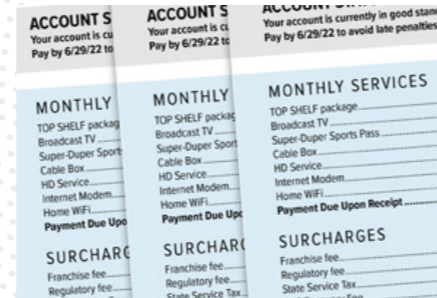 ACCOUNT S
Your account is cu
Pay by 6/29/22 to
MONTHLY
TOP SHELF packag
Broadcast TV
Super-Duper Sport
Cable Box
HD Service
Internet Modem
Home WiFi
Payment Due Upo
SURCHARG
Franchise fee
Regulatory fee
ACCOUNT S
Your account is cu
Pay by 6/29/22 to
MONTHLY
TOP SHELF packag
Broadcast TV
Super-Duper Sport
Cable Box
HD Service
Internet Modem
Home WiFi
Payment Due Upo
SURCHARG
Franchise fee
Regulatory fee
State Service Tax
Your account is currently in good stan
Pay by 6/29/22 to avoid late penalties
MONTHLY SERVICES
TOP SHELF package
Broadcast TV
Super-Duper Sports Pass
Cable Box
HD Service
Internet Modem
Home WiFi
Payment Due Upon Receipt
SURCHARGES
Franchise fee
Regulatory fee
State Service Tax